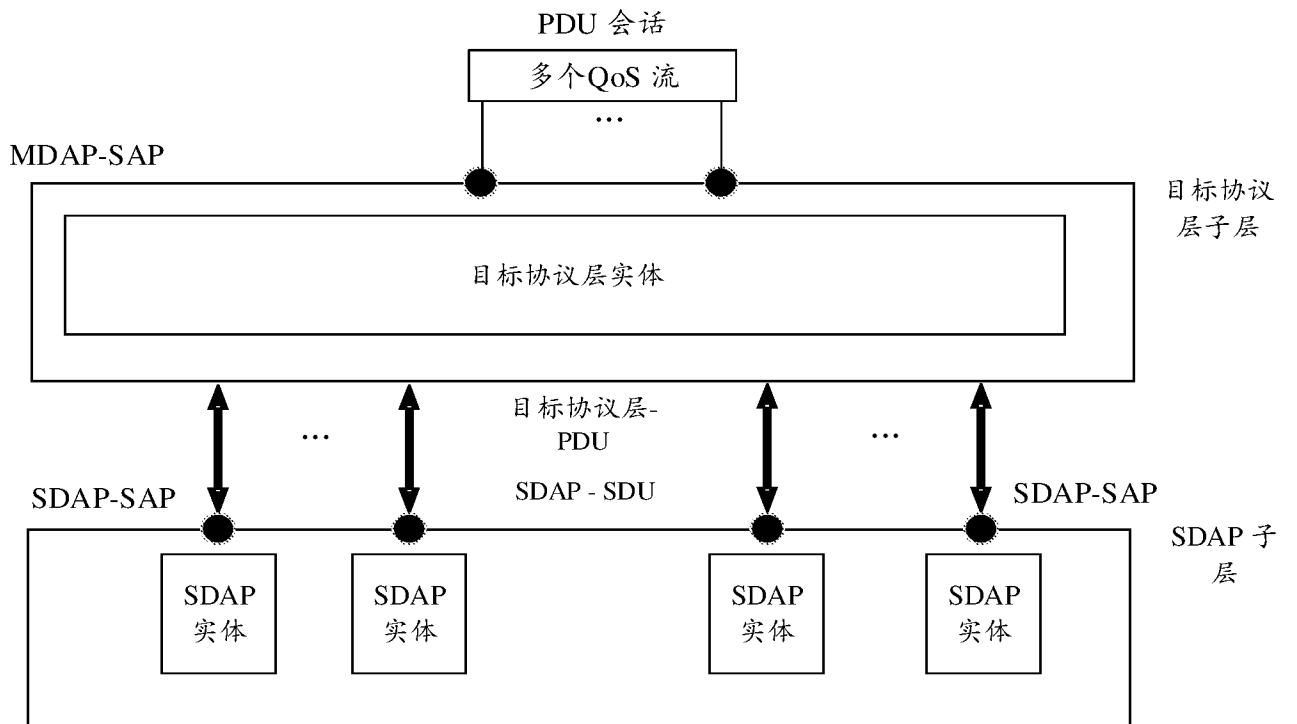 PDU 会话
多个QoS 流
...
MDAP-SAP
目标协议
层子层
目标协议层实体
目标协议层-
PDU
...
...
SDAP-SAP
SDAP - SDU
SDAP-SAP
SDAP 子
层
SDAP
实体
SDAP
实体
SDAP
实体
SDAP
实体